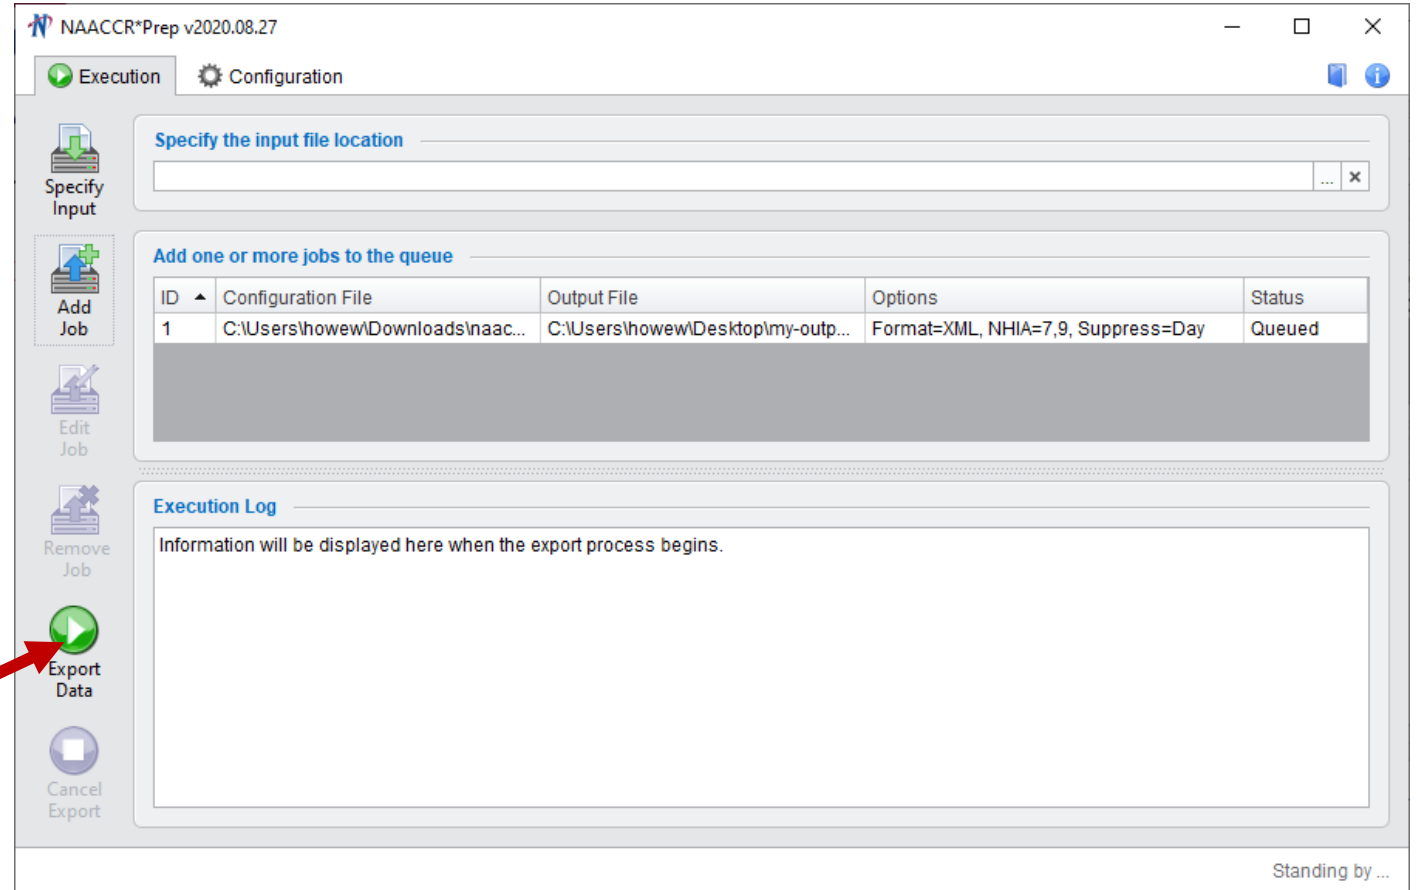 NAACCR*Prep v2020.08.27
Execution
Configuration
Specify
Input
Specify the input file location
...
Add
Job
Add one or more jobs to the queue
ID Configuration File Output File Options Status
1 C:\Users\howew\Downloads\naac... C:\Users\howew\Desktop\my-outp... Format=XML, NHIA=7,9, Suppress=Day Queued
Edit
Job
Remove
Job
Execution Log
Information will be displayed here when the export process begins.
Export
Data
Cancel
Export
Standing by ...